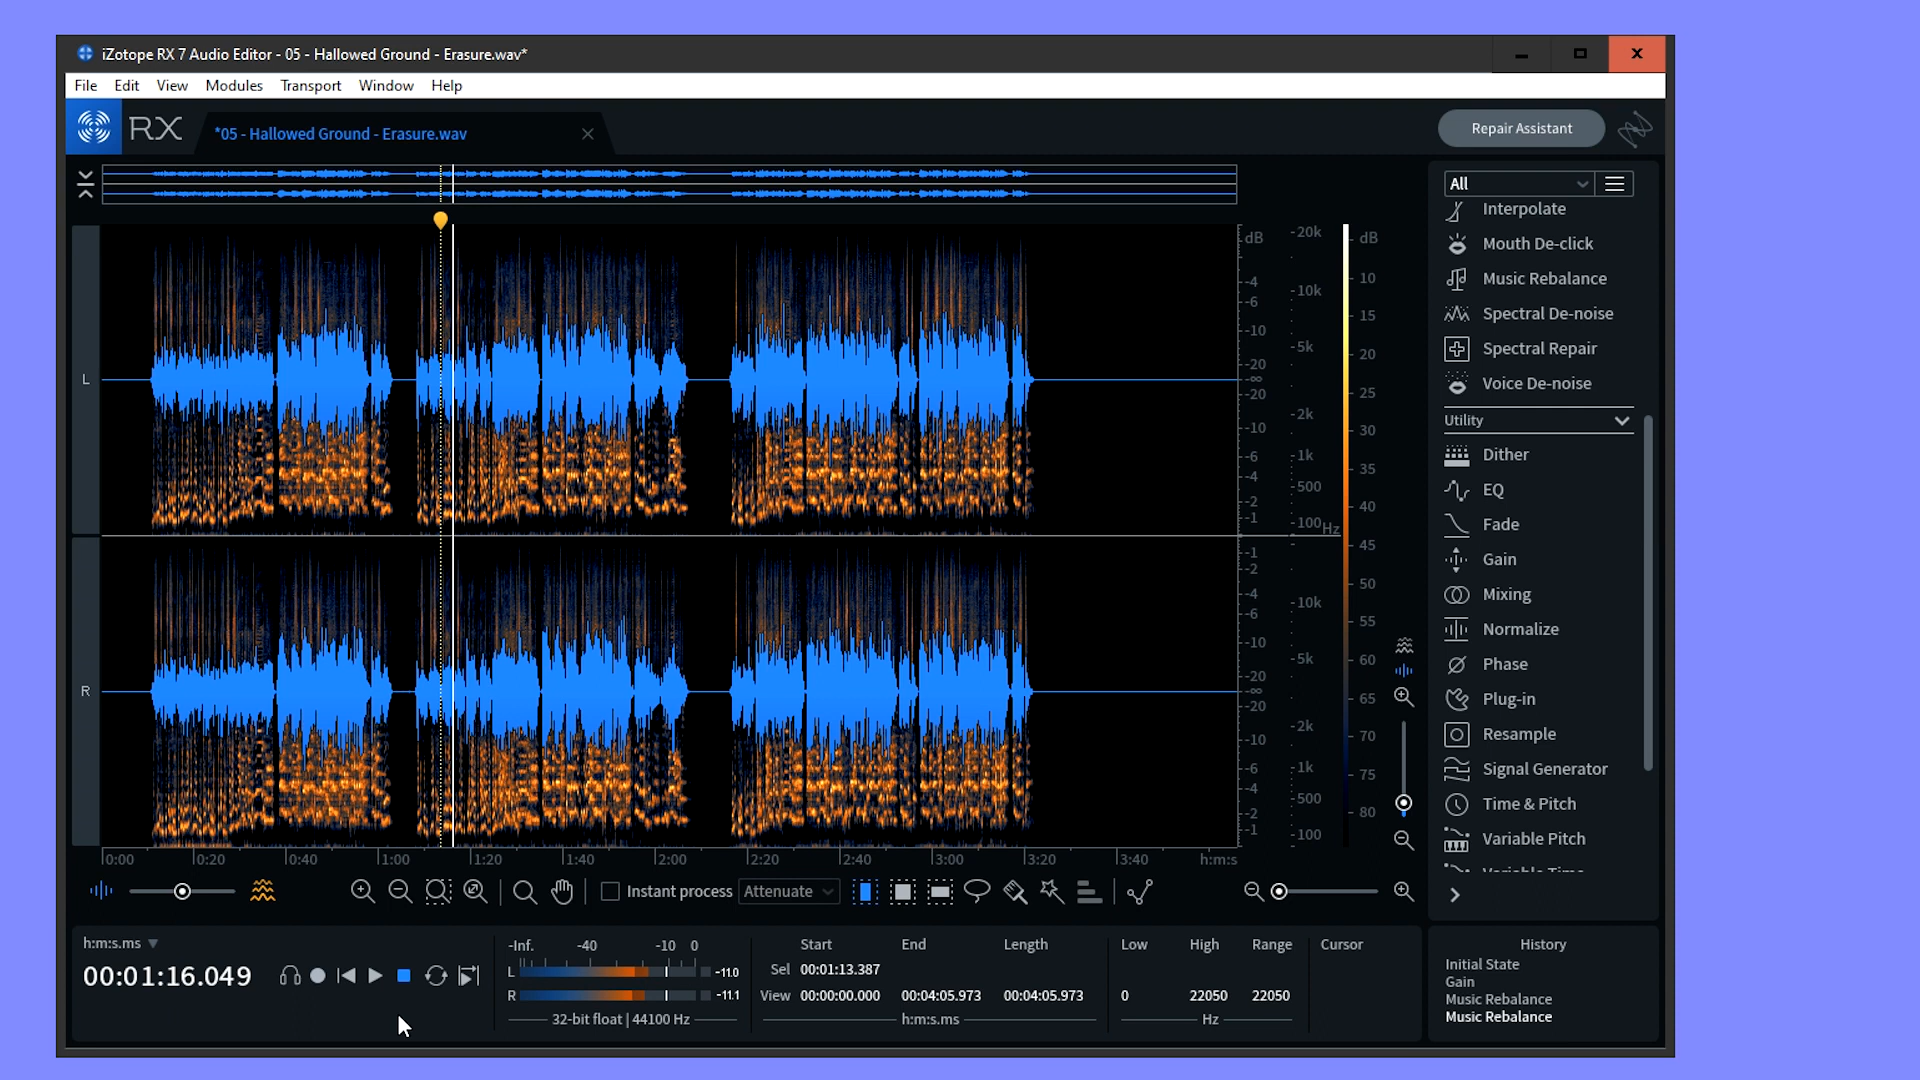 iZotope RX 7 Audio Editor - 05 - Hallowed Ground - Erasure.wav*
File Edit View Modules Transport Window Help
RX
*05 - Hallowed Ground - Erasure.wav
Repair Assistant
All
Interpolate
Mouth De-click
Music Rebalance
Spectral De-noise
Spectral Repair
Voice De-noise
Utility
Dither
EQ
Fade
Gain
Mixing
Normalize
Phase
Plug-in
Resample
Signal Generator
Time & Pitch
Variable Pitch
Variable Time
L
R
dB
-4
-6
-10
-20
-∞
-20
-10
-6
-4
-2
-1
-1
-2
-4
-6
-10
-20
-∞
-20
-10
-6
-4
-2
-1
-20k
-10k
-5k
-2k
-1k
-500
-100
Hz
-10k
-5k
-2k
-1k
-500
-100
dB
10
15
20
25
30
35
40
45
50
55
60
65
70
75
80
0:00 0:20 0:40 1:00 1:20 1:40 2:00 2:20 2:40 3:00 3:20 3:40 h:m:s
Instant process Attenuate
h:m:s.ms
00:01:16.049
-Inf. -40 -10 0
L -11.0
R -11.1
32-bit float | 44100 Hz
Start End Length
Sel 00:01:13.387
View 00:00:00.000 00:04:05.973 00:04:05.973
h:m:s.ms
Low High Range
0 22050 22050
Hz
Cursor
History
Initial State
Gain
Music Rebalance
Music Rebalance